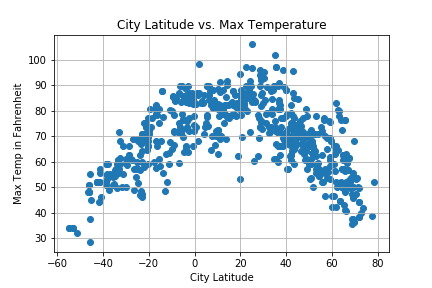 City Latitude vs. Max Temperature
Max Temp in Fahrenheit
100
90
80
70
60
50
40
30
−60 −40 −20 0 20 40 60 80
City Latitude